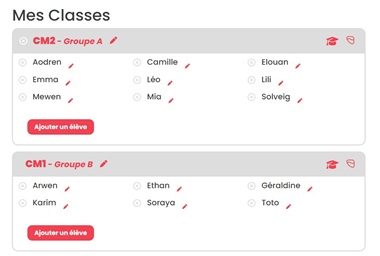 Mes Classes
CM2 - Groupe A
Aodren Camille Elouan
Emma Léo Lili
Mewen Mia Solveig
Ajouter un élève
CM1 - Groupe B
Arwen Ethan Géraldine
Karim Soraya Toto
Ajouter un élève